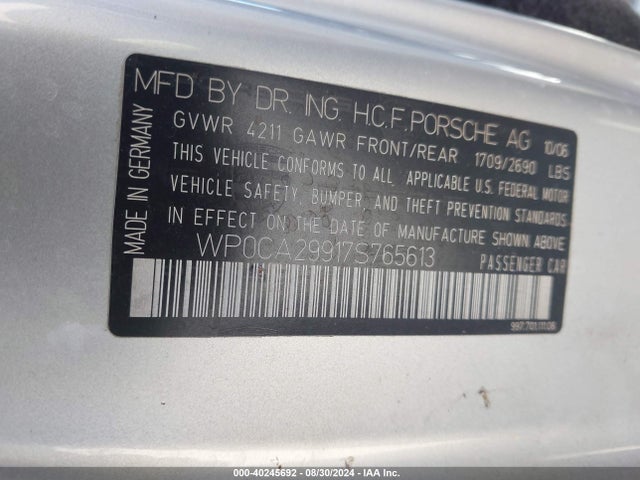 MFD BY DR. ING. H.C.F.PORSCHE AG 10/06
GVWR 4211 GAWR FRONT/REAR 1709/2690 LBS
THIS VEHICLE CONFORMS TO ALL APPLICABLE U.S. FEDERAL MOTOR
VEHICLE SAFETY, BUMPER, AND THEFT PREVENTION STANDARDS
IN EFFECT ON THE DATE OF MANUFACTURE SHOWN ABOVE
WP0CA29917S765613 PASSENGER CAR
997.701.111.06
MADE IN GERMANY
000-40245692 - 08/30/2024 - IAA Inc.